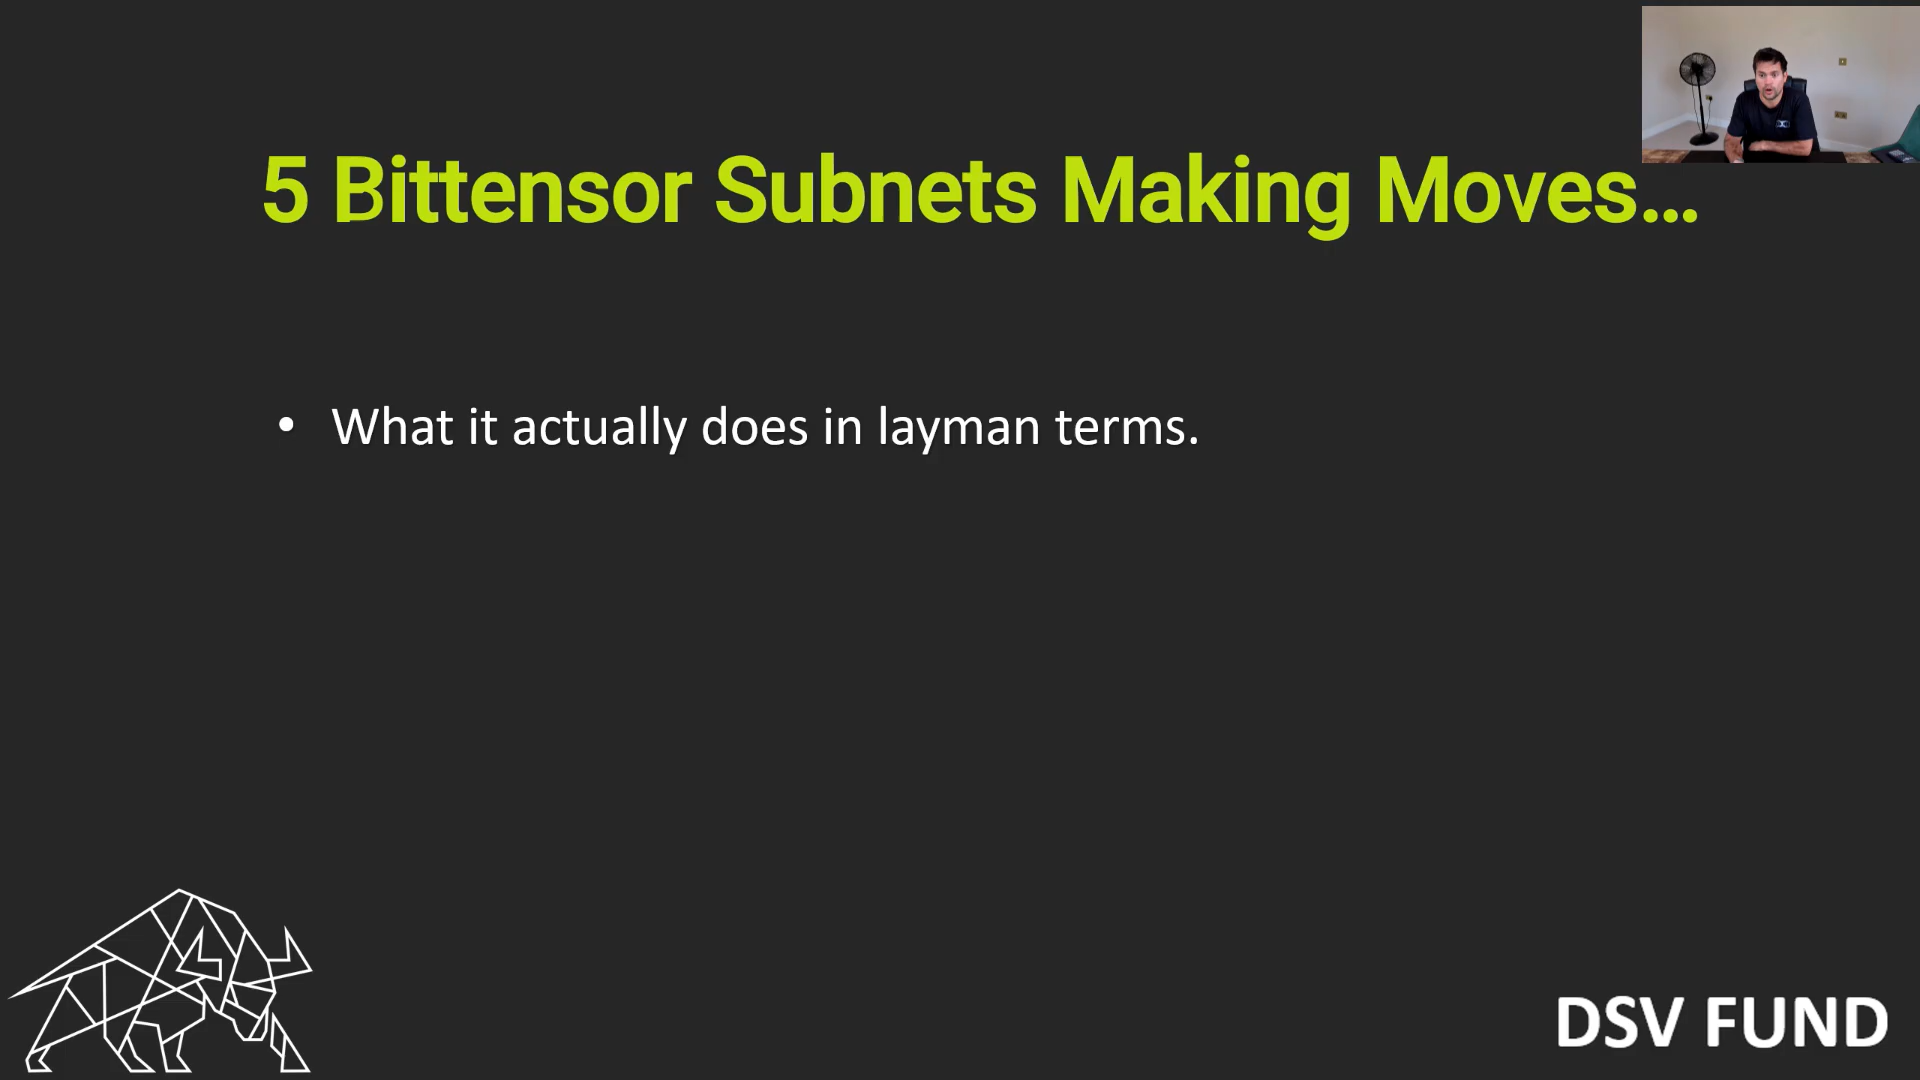 5 Bittensor Subnets Making Moves...
• What it actually does in layman terms.
DSV FUND